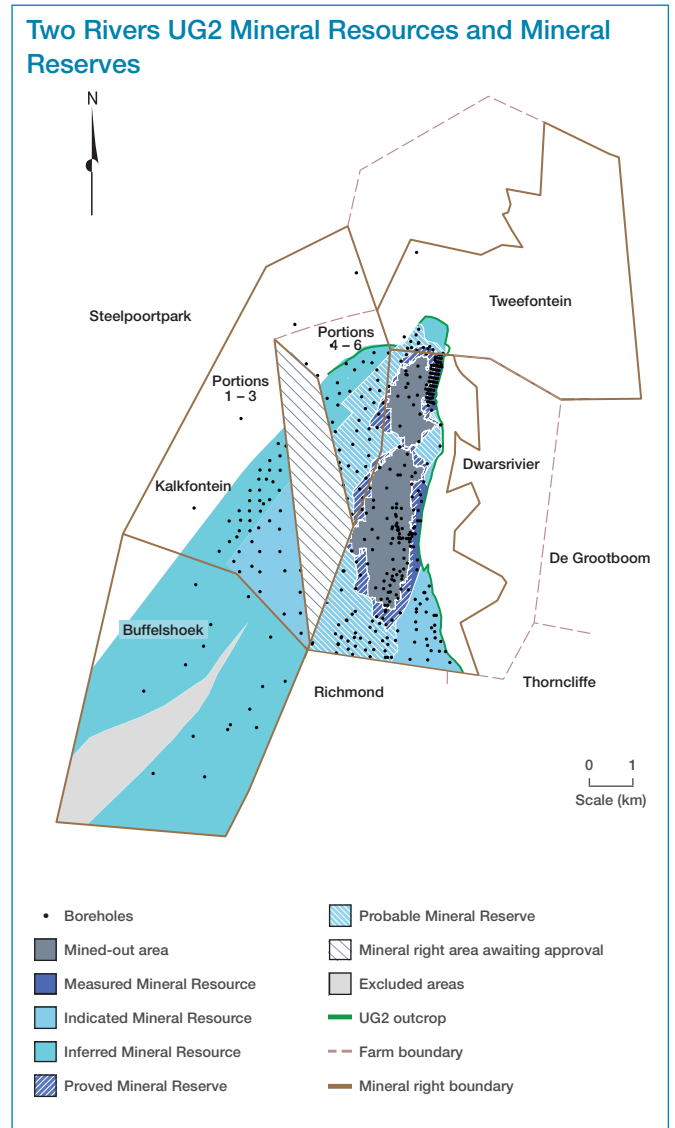 Two Rivers UG2 Mineral Resources and Mineral
Reserves
N
Steelpoortpark
Tweefontein
Portions
4 – 6
Portions
1 – 3
Kalkfontein
Dwarsrivier
De Grootboom
Buffelshoek
Richmond
Thorncliffe
0 1
Scale (km)
Boreholes
Mined-out area
Measured Mineral Resource
Indicated Mineral Resource
Inferred Mineral Resource
Proved Mineral Reserve
Probable Mineral Reserve
Mineral right area awaiting approval
Excluded areas
UG2 outcrop
Farm boundary
Mineral right boundary